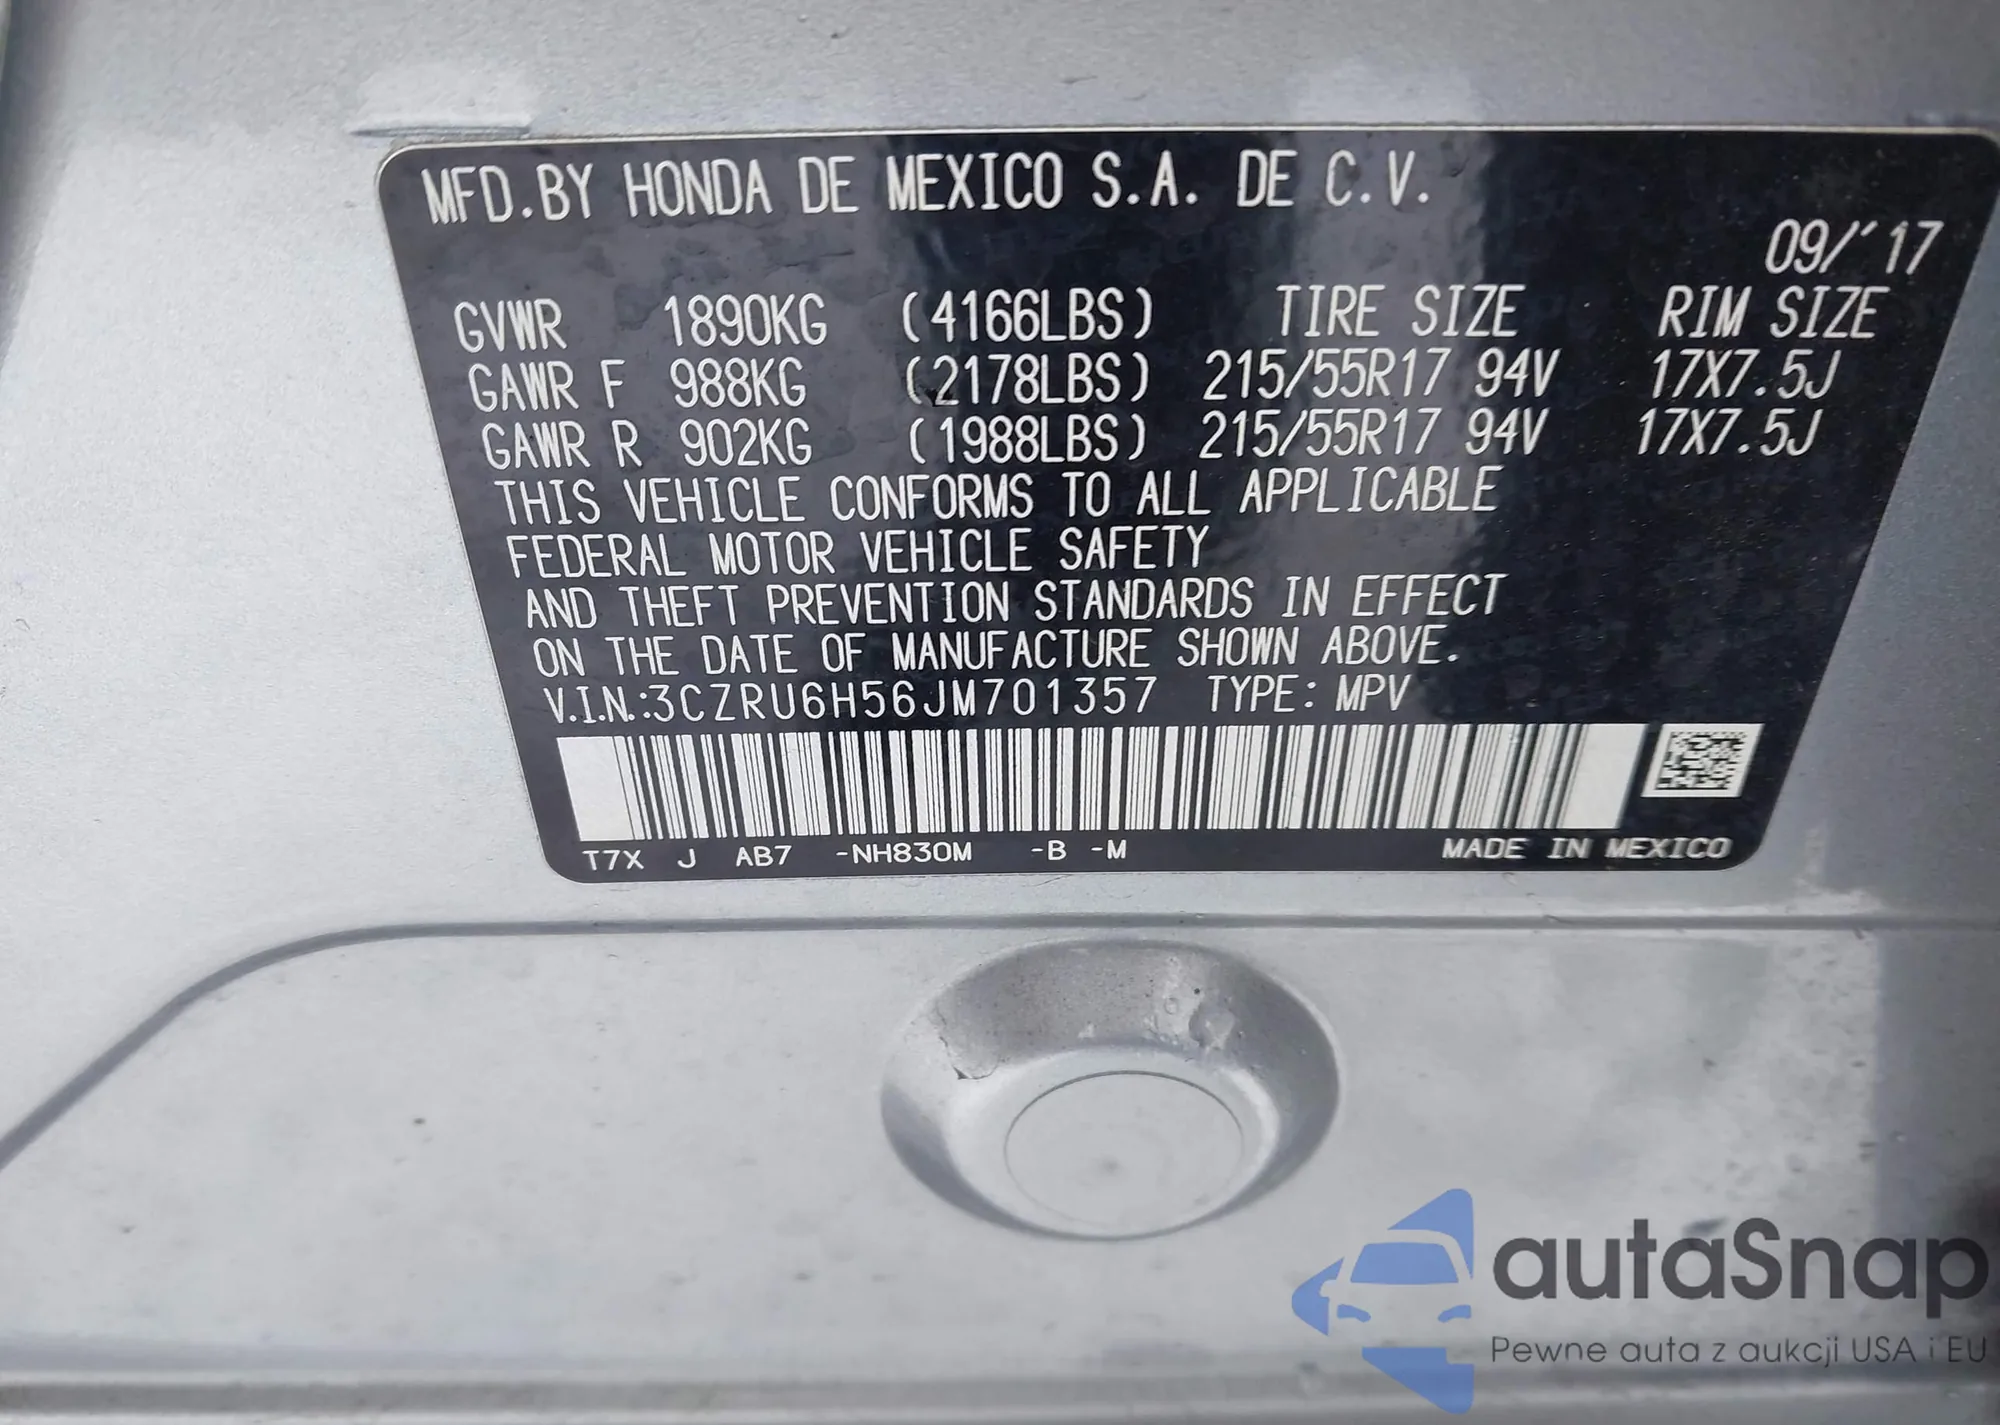 MFD.BY HONDA DE MEXICO S.A. DE C.V.
09/'17
GVWR 1890KG (4166LBS) TIRE SIZE RIM SIZE
GAWR F 988KG (2178LBS) 215/55R17 94V 17X7.5J
GAWR R 902KG (1988LBS) 215/55R17 94V 17X7.5J
THIS VEHICLE CONFORMS TO ALL APPLICABLE
FEDERAL MOTOR VEHICLE SAFETY
AND THEFT PREVENTION STANDARDS IN EFFECT
ON THE DATE OF MANUFACTURE SHOWN ABOVE.
V.I.N.:3CZRU6H56JM701357 TYPE: MPV
T7X J AB7 -NH830M -B -M MADE IN MEXICO
autaSnap
Pewne auta z aukcji USA i EU